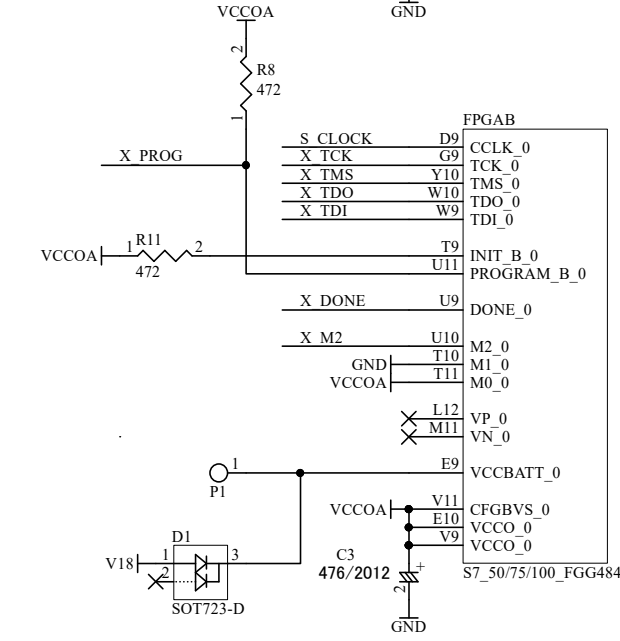 VCCOA
GND
2
R8
472
1
FPGAB
S_CLOCK D9 CCLK_0
X_PROG
X_TCK G9 TCK_0
X_TMS Y10 TMS_0
X_TDO W10 TDO_0
X_TDI W9 TDI_0
VCCOA 1 R11 2
472
T9 INIT_B_0
U11 PROGRAM_B_0
X_DONE U9 DONE_0
X_M2 U10 M2_0
GND T10 M1_0
VCCOA T11 M0_0
L12 VP_0
M11 VN_0
P1 1
E9 VCCBATT_0
VCCOA V11 CFGBVS_0
E10 VCCO_0
V9 VCCO_0
D1
V18 1 3
2
SOT723-D
C3
476/2012
+
2
GND
S7_50/75/100_FGG484